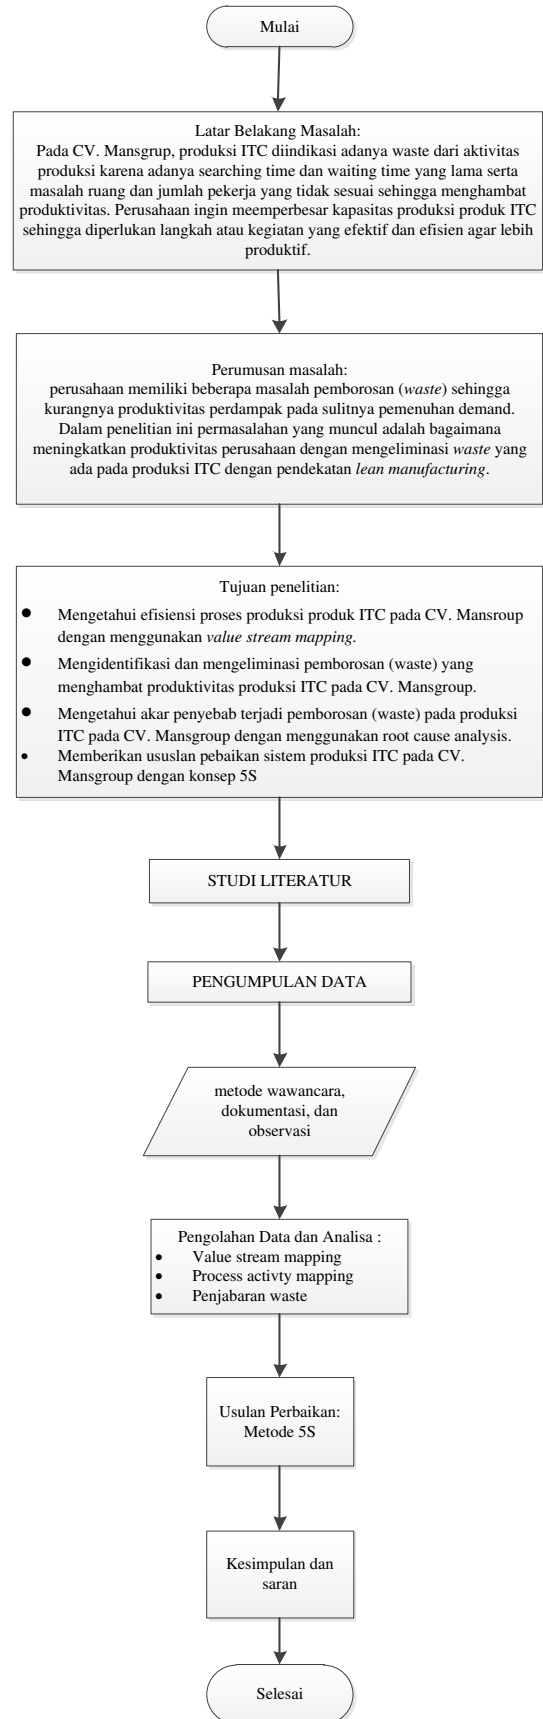 Mulai
Latar Belakang Masalah:
Pada CV. Mansgrup, produksi ITC diindikasi adanya waste dari aktivitas
produksi karena adanya searching time dan waiting time yang lama serta
masalah ruang dan jumlah pekerja yang tidak sesuai sehingga menghambat
produktivitas. Perusahaan ingin meemperbesar kapasitas produksi produk ITC
sehingga diperlukan langkah atau kegiatan yang efektif dan efisien agar lebih
produktif.
Perumusan masalah:
perusahaan memiliki beberapa masalah pemborosan (waste) sehingga
kurangnya produktivitas perdampak pada sulitnya pemenuhan demand.
Dalam penelitian ini permasalahan yang muncul adalah bagaimana
meningkatkan produktivitas perusahaan dengan mengeliminasi waste yang
ada pada produksi ITC dengan pendekatan lean manufacturing.
Tujuan penelitian:
• Mengetahui efisiensi proses produksi produk ITC pada CV. Mansroup
dengan menggunakan value stream mapping.
• Mengidentifikasi dan mengeliminasi pemborosan (waste) yang
menghambat produktivitas produksi ITC pada CV. Mansgroup.
• Mengetahui akar penyebab terjadi pemborosan (waste) pada produksi
ITC pada CV. Mansgroup dengan menggunakan root cause analysis.
• Memberikan ususlan pebaikan sistem produksi ITC pada CV.
Mansgroup dengan konsep 5S
STUDI LITERATUR
PENGUMPULAN DATA
metode wawancara,
dokumentasi, dan
observasi
Pengolahan Data dan Analisa :
• Value stream mapping
• Process activty mapping
• Penjabaran waste
Usulan Perbaikan:
Metode 5S
Kesimpulan dan
saran
Selesai